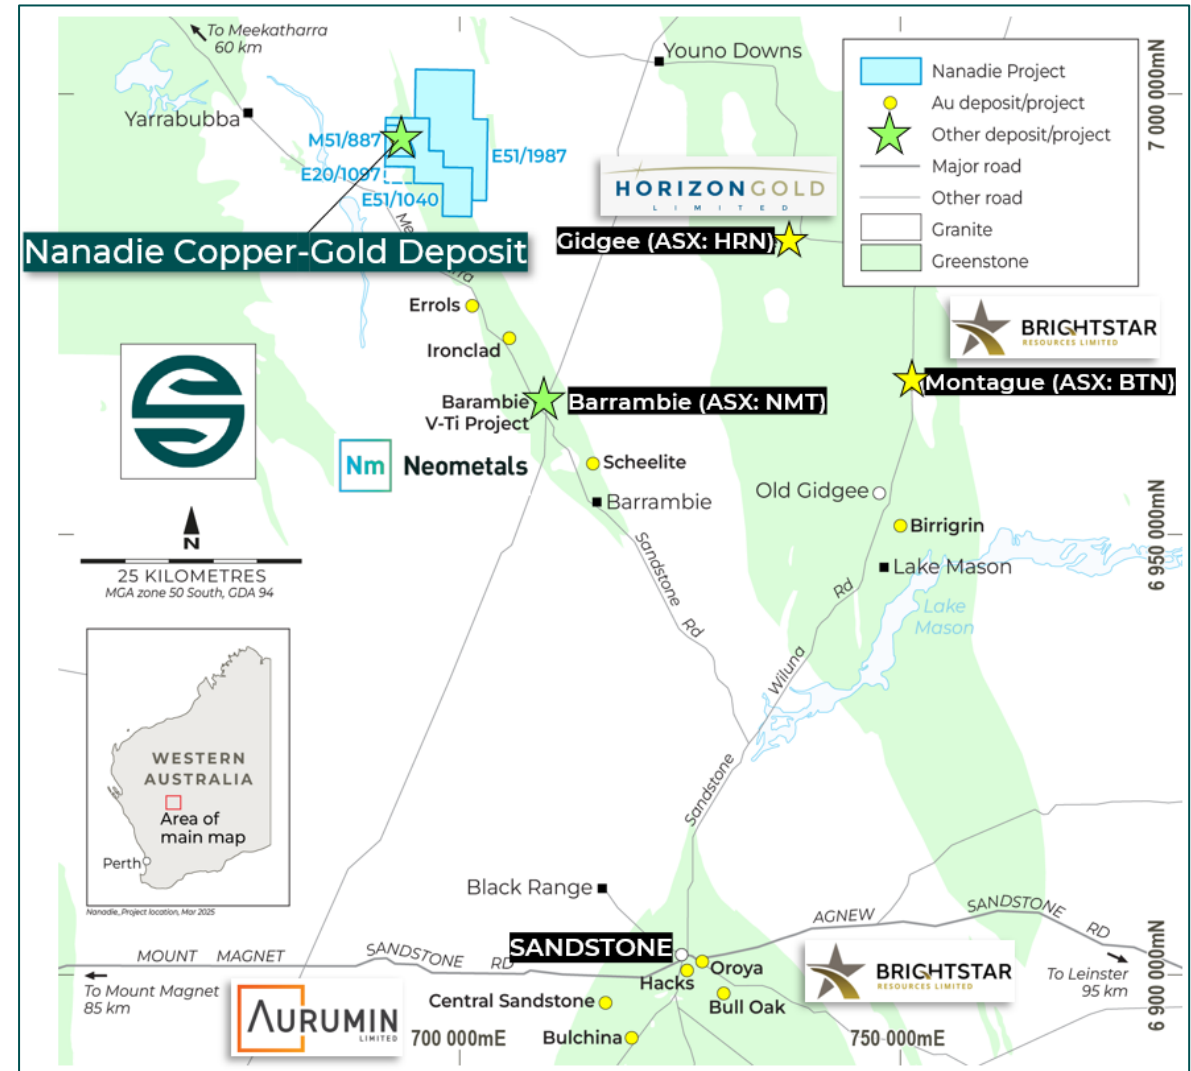 To Meekatharra
60 km
Yarrabubba
Youno Downs
7 000 000mN
Nanadie Project
Au deposit/project
Other deposit/project
Major road
Other road
Granite
Greenstone
M51/887
E51/1987
E20/1097
E51/1040
HORIZONGOLD
LIMITED
Nanadie Copper-Gold Deposit
Gidgee (ASX: HRN)
Errols
Ironclad
BRIGHTSTAR
RESOURCES LIMITED
Montague (ASX: BTN)
Barambie
V-Ti Project
Barrambie (ASX: NMT)
Nm Neometals
Scheelite
Barrambie
Old Gidgee
Birrigrin
6 950 000mN
Lake Mason
Lake
Mason
N
25 KILOMETRES
MGA zone 50 South, GDA 94
Sandstone Rd
Sandstone Wiluna Rd
WESTERN
AUSTRALIA
Area of
main map
Perth
Nanadie_Project location, Mar 2025
Black Range
SANDSTONE
MOUNT MAGNET SANDSTONE RD
AGNEW SANDSTONE RD
Oroya
Hacks
Bull Oak
Central Sandstone
Bulchina
BRIGHTSTAR
RESOURCES LIMITED
To Leinster
95 km
To Mount Magnet
85 km
AURUMIN
LIMITED
700 000mE
750 000mE
6 900 000mN